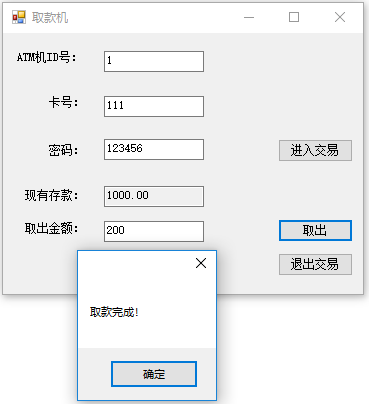 取款机
ATM机ID号： 1
卡号： 111
密码： 123456
进入交易
现有存款： 1000.00
取出金额： 200
取出
退出交易
取款完成!
确定